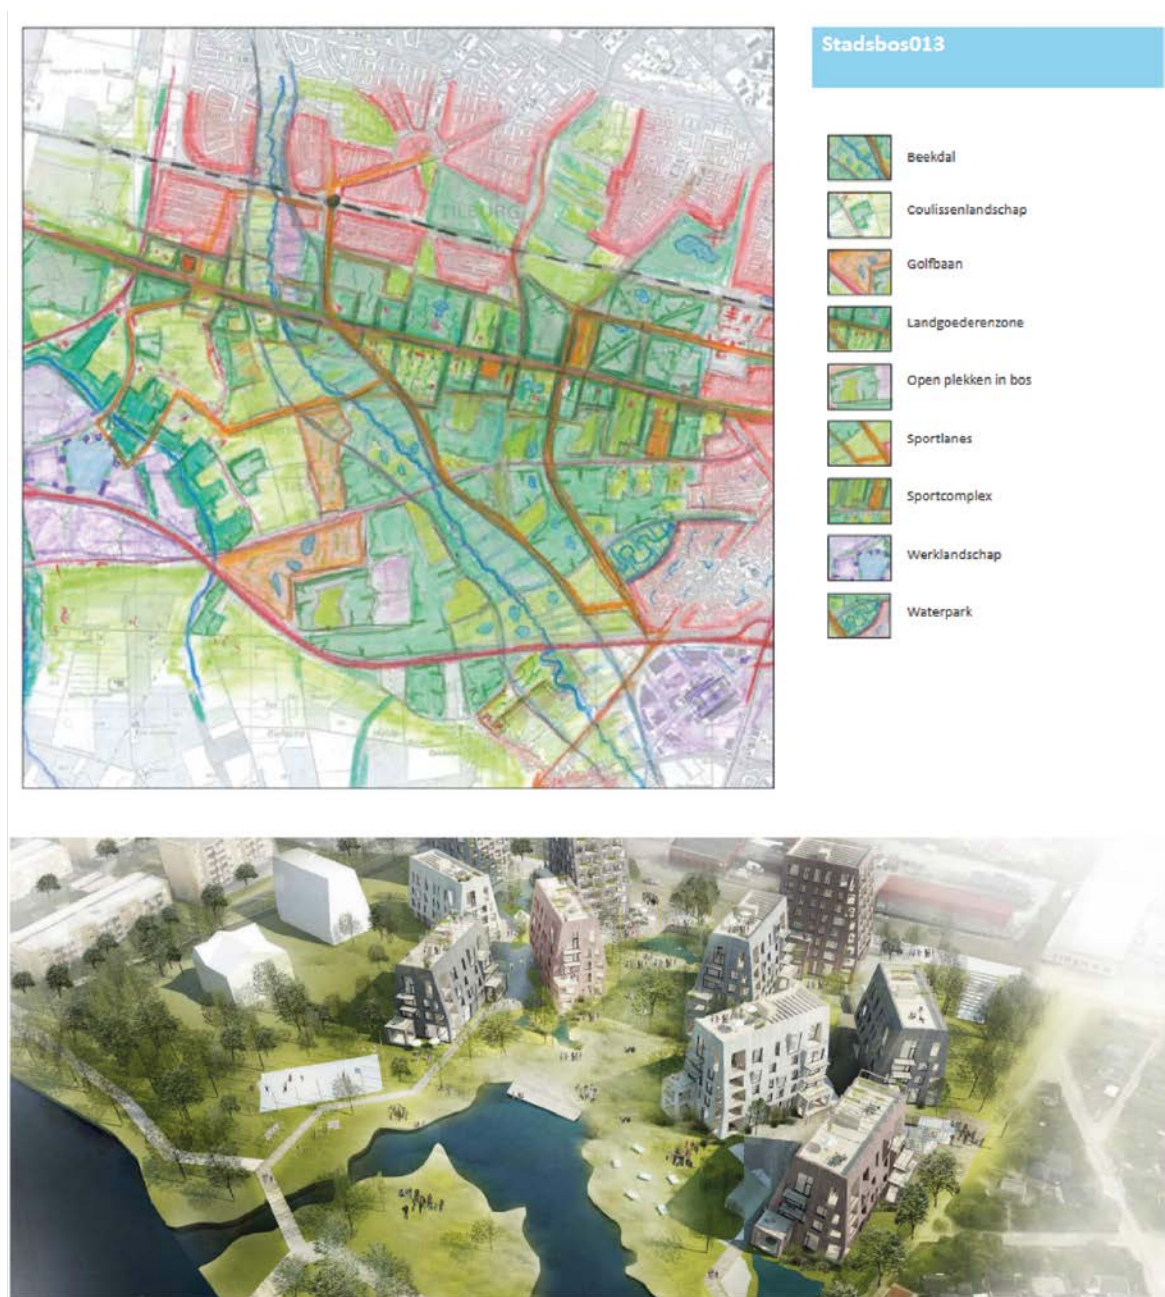 Stadsbos013
TILBURG
Beekdal
Coulissenlandschap
Golfbaan
Landgoederenzone
Open plekken in bos
Sportlanes
Sportcomplex
Werklandschap
Waterpark